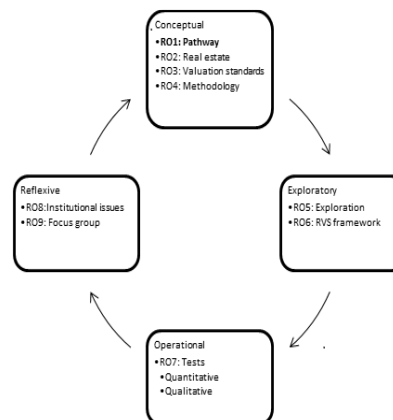 Conceptual
•RO1: Pathway
•RO2: Real estate
•RO3: Valuation standards
•RO4: Methodology
Reflexive
•RO8:Institutional issues
•RO9: Focus group
Exploratory
•RO5: Exploration
•RO6: RVS framework
Operational
•RO7: Tests
•Quantitative
•Qualitative